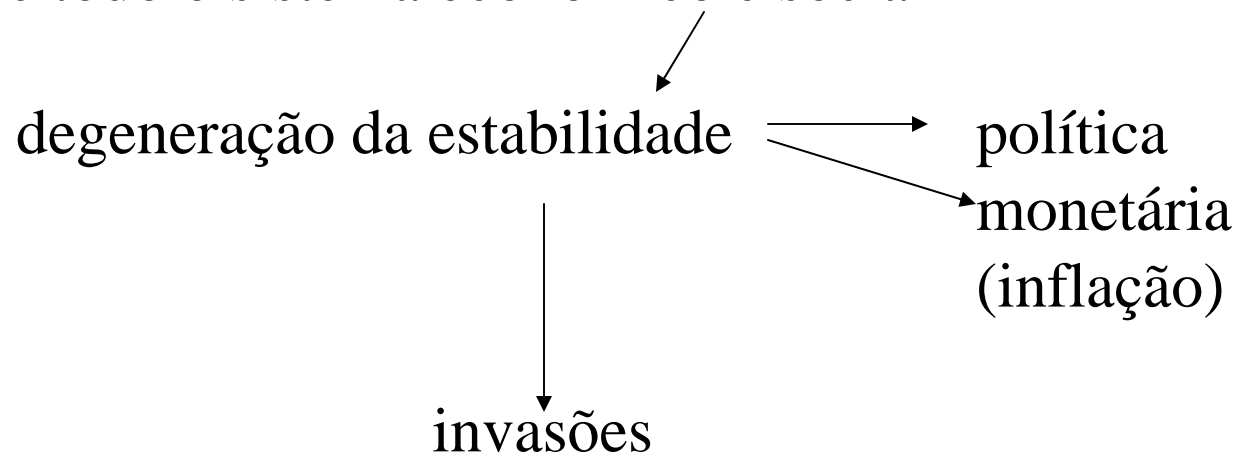 degeneração da estabilidade política
monetária
(inflação)
invasões